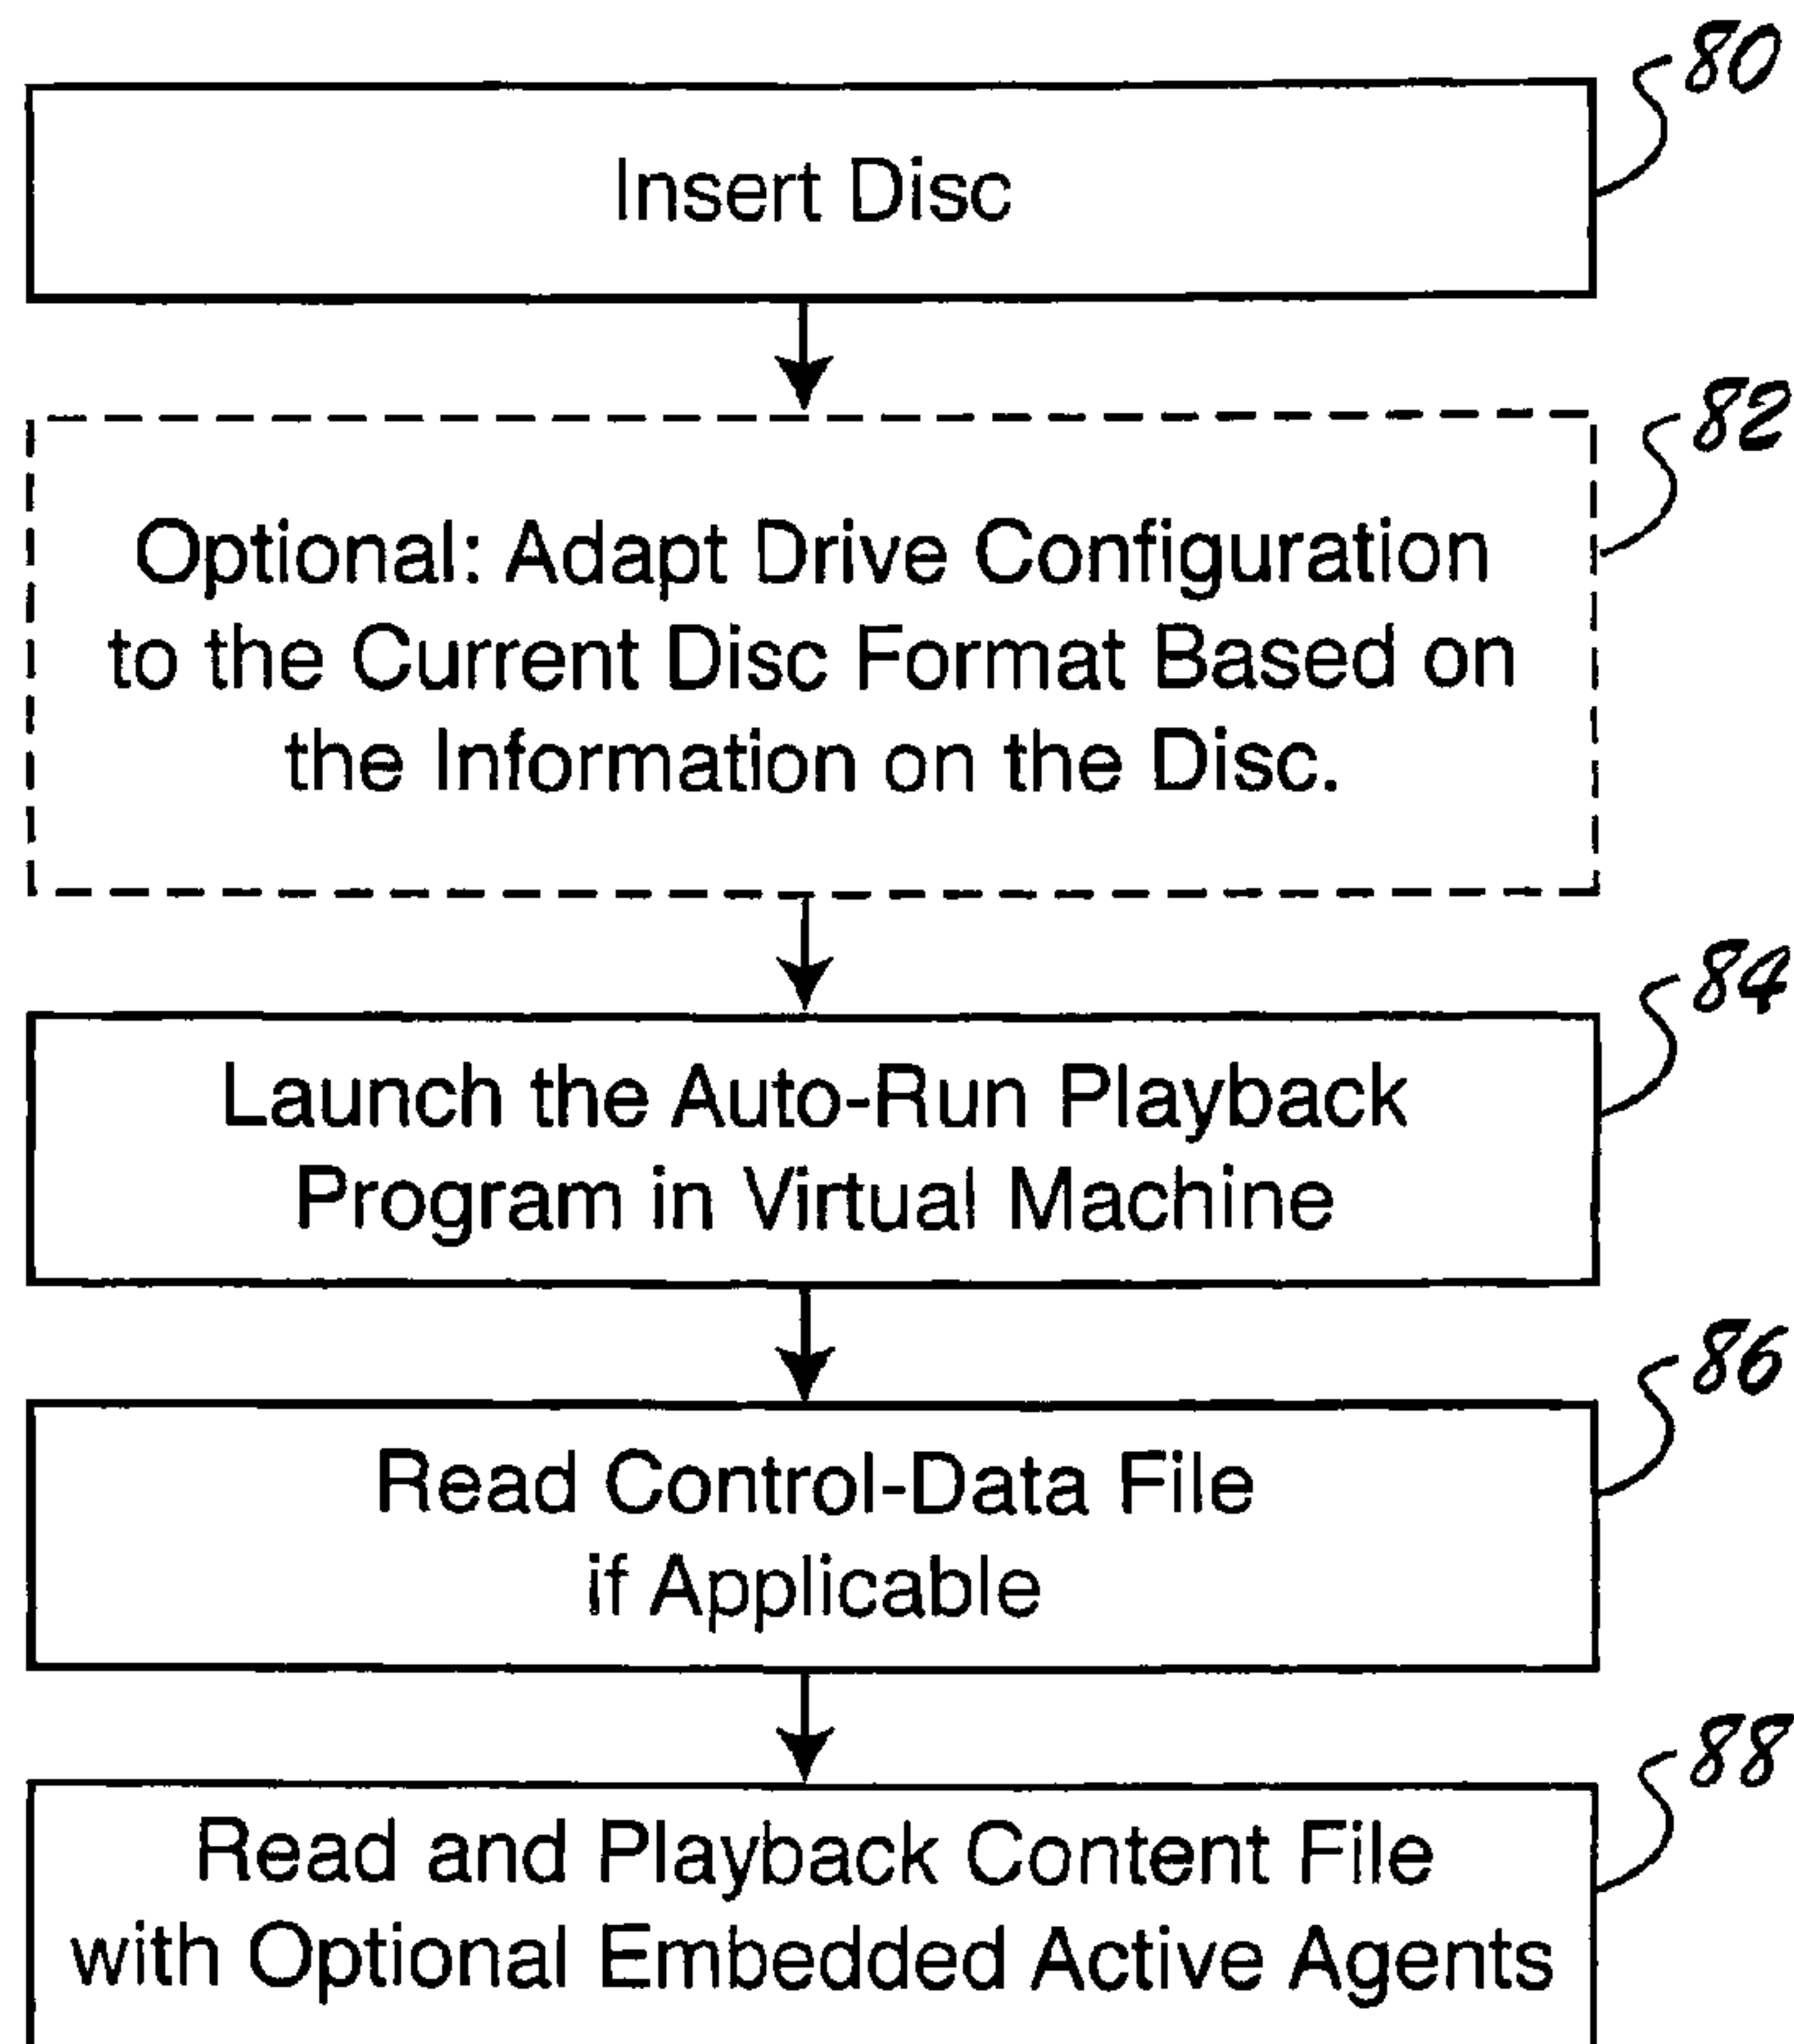 80
Insert Disc
82
Optional: Adapt Drive Configuration
to the Current Disc Format Based on
the Information on the Disc.
84
Launch the Auto-Run Playback
Program in Virtual Machine
86
Read Control-Data File
if Applicable
88
Read and Playback Content File
with Optional Embedded Active Agents